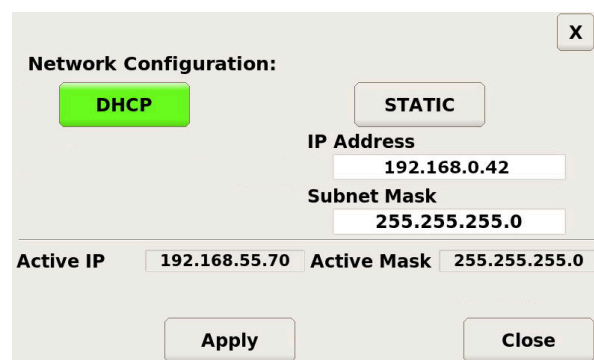 X
Network Configuration:
DHCP STATIC
IP Address
192.168.0.42
Subnet Mask
255.255.255.0
Active IP 192.168.55.70 Active Mask 255.255.255.0
Apply Close